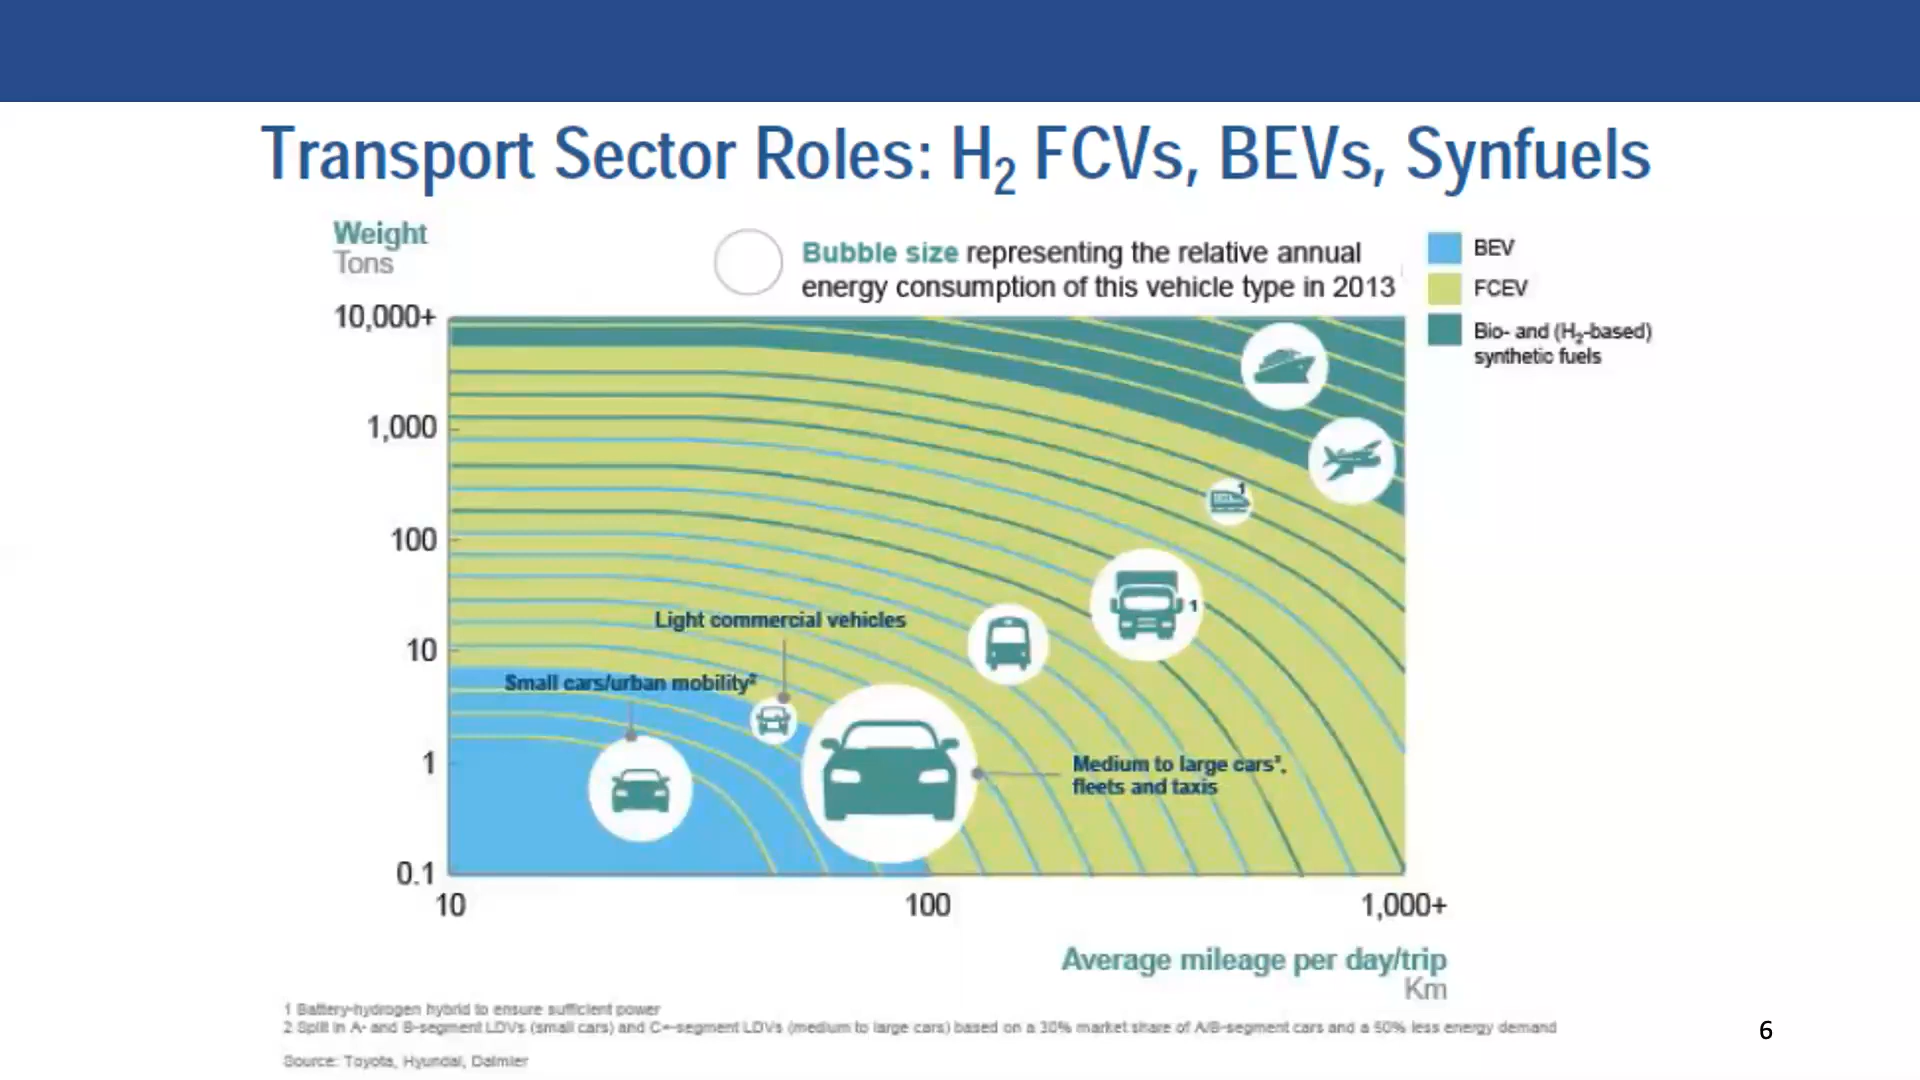 Transport Sector Roles: H₂ FCVs, BEVs, Synfuels
Weight
Tons
Bubble size representing the relative annual
energy consumption of this vehicle type in 2013
BEV
FCEV
Bio- and (H₂-based)
synthetic fuels
10,000+
1,000
100
10
1
0.1
1
1
Light commercial vehicles
Small cars/urban mobility²
Medium to large cars²,
fleets and taxis
10
100
1,000+
Average mileage per day/trip
Km
1 Battery-hydrogen hybrid to ensure sufficient power
2 Split in A- and B-segment LDVs (small cars) and C+-segment LDVs (medium to large cars) based on a 30% market share of A/B-segment cars and a 50% less energy demand
Source: Toyota, Hyundai, Daimler
6